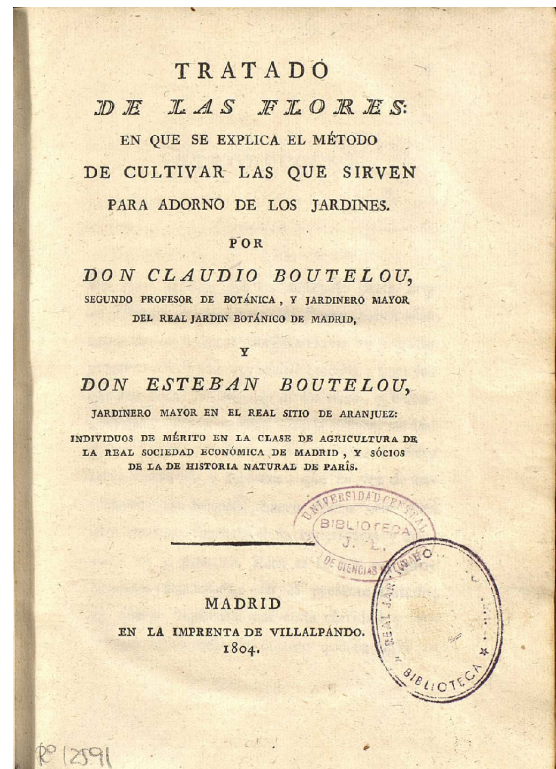 TRATADO
DE LAS FLORES:
EN QUE SE EXPLICA EL MÉTODO
DE CULTIVAR LAS QUE SIRVEN
PARA ADORNO DE LOS JARDINES.
POR
DON CLAUDIO BOUTELOU,
SEGUNDO PROFESOR DE BOTÁNICA, Y JARDINERO MAYOR
DEL REAL JARDIN BOTÁNICO DE MADRID,
Y
DON ESTEBAN BOUTELOU,
JARDINERO MAYOR EN EL REAL SITIO DE ARANJUEZ:
INDIVIDUOS DE MÉRITO EN LA CLASE DE AGRICULTURA DE
LA REAL SOCIEDAD ECONÓMICA DE MADRID, Y SÓCIOS
DE LA DE HISTORIA NATURAL DE PARÍS.
UNIVERSIDAD CENTRAL
BIBLIOTECA
DE CIENCIAS
MADRID
EN LA IMPRENTA DE VILLALPANDO.
1804.
REAL JAR
BIBLIOTECA
Rº 12591